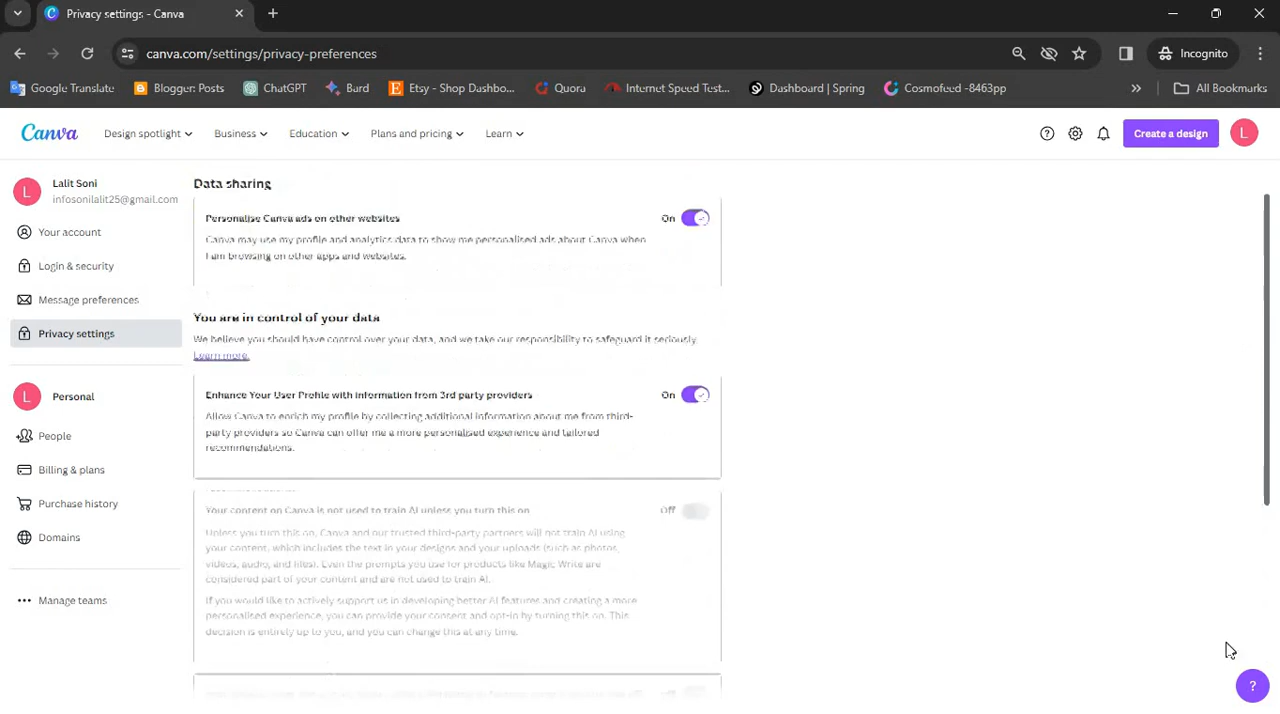 Privacy settings - Canva
canva.com/settings/privacy-preferences
Incognito
Google Translate
Blogger: Posts
ChatGPT
Burd
Etsy - Shop Dashbo...
Quora
Internet Speed Test...
Dashboard | Spring
Cosmofeed -8463pp
»
All Bookmarks
Canva
Design spotlight
Business
Education
Plans and pricing
Learn
Create a design
L
L
Lalit Soni
infosonilalit25@gmail.com
Your account
Login & security
Message preferences
Privacy settings
L
Personal
People
Billing & plans
Purchase history
Domains
Manage teams
Data sharing
Personalise Canva ads on other websites
On
Canva may use my profile and analytics data to show me personalised ads about Canva when
I am browsing on other apps and websites.
You are in control of your data
We believe you should have control over your data, and we take our responsibility to safeguard it seriously.
Learn more.
Enhance Your User Profile with information from 3rd party providers
On
Allow Canva to enrich my profile by collecting additional information about me from third-
party providers so Canva can offer me a more personalised experience and tailored
recommendations.
Your content on Canva is not used to train AI unless you turn this on
Off
Unless you turn this on, Canva and our trusted third-party partners will not train AI using
your content, which includes the text in your designs and your uploads (such as photos,
videos, audio, and files). Even the prompts you use for products like Magic Write are
considered part of your content and are not used to train AI.
If you would like to actively support us in developing better AI features and creating a more
personalised experience, you can provide your content and opt-in by turning this on. This
decision is entirely up to you, and you can change this at any time.
?